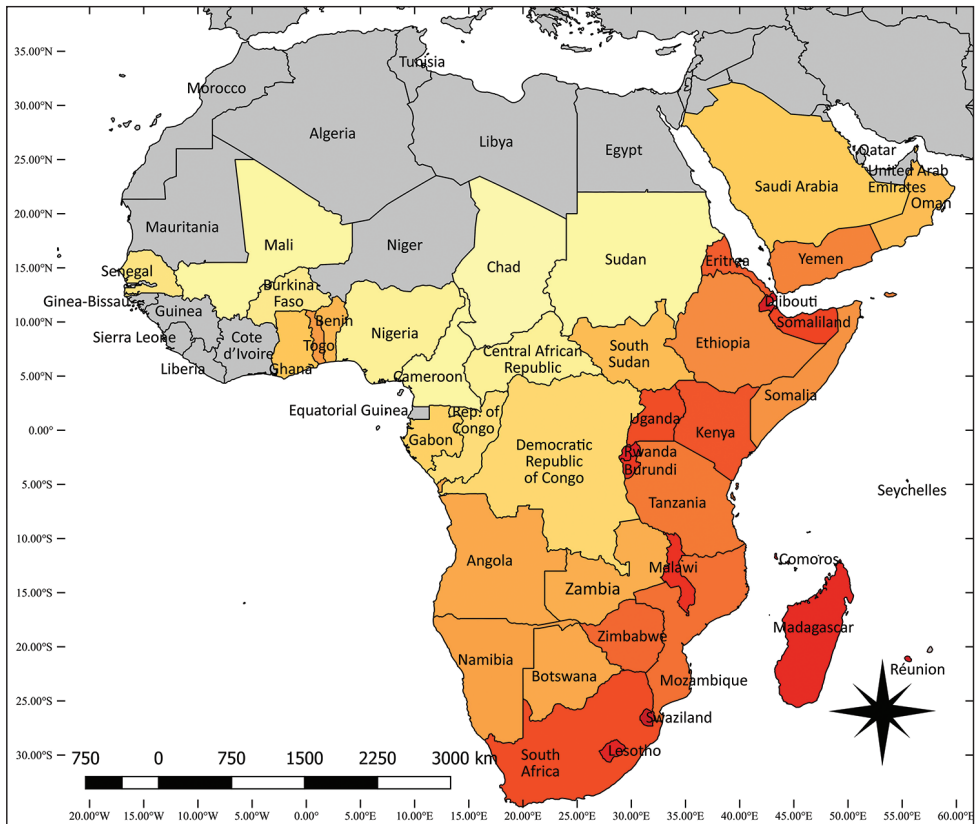 35.00°N
Tunisia
Morocco
30.00°N
Algeria
Libya
Egypt
Qatar
25.00°N
United Arab
Emirates
Saudi Arabia
Oman
20.00°N
Mauritania
Mali
Niger
Chad
Sudan
Eritrea
Yemen
15.00°N
Senegal
Burkina
Faso
Ginea-Bissau
Guinea
Djibouti
Somaliland
10.00°N
Benin
Sierra Leone
Cote
d'Ivoire
Togo
Nigeria
South
Sudan
Ethiopia
Central African
Republic
Liberia
Ghana
5.00°N
Cameroon
Somalia
Equatorial Guinea
Rep. of
Congo
Uganda
Kenya
0.00°
Gabon
Democratic
Republic
of Congo
Rwanda
Burundi
5.00°N
Seychelles
Tanzania
10.00°N
Angola
Malawi
Comoros
Zambia
15.00°N
Madagascar
Zimbabwe
20.00°N
Namibia
Botswana
Mozambique
Réunion
25.00°N
Swaziland
Lesotho
South
Africa
30.00°N
750 0 750 1500 2250 3000 km
20.00°W 15.00°W 10.00°W 5.00°W 0.00° 5.00°E 10.00°E 15.00°E 20.00°E 25.00°E 30.00°E 35.00°E 40.00°E 45.00°E 50.00°E 55.00°E 60.00°E